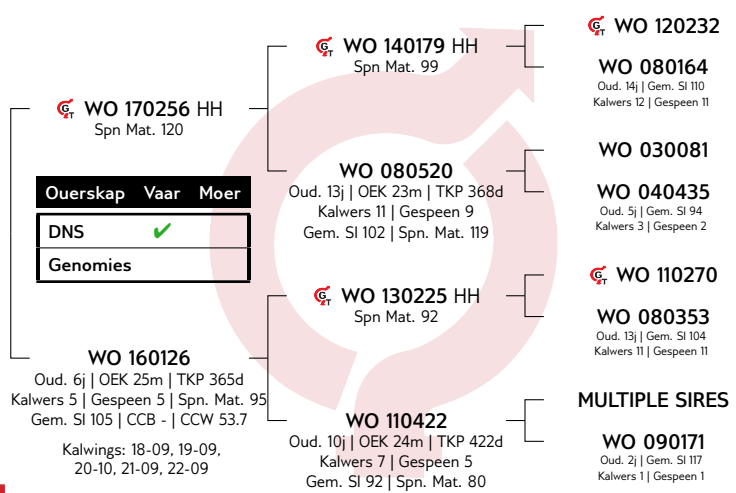 WO 170256 HH
Spn Mat. 120
Ouerskap Vaar Moer
DNS ✔
Genomies
WO 160126
Oud. 6j | OEK 25m | TKP 365d
Kalwers 5 | Gespeen 5 | Spn. Mat. 95
Gem. SI 105 | CCB - | CCW 53.7
Kalwings: 18-09, 19-09,
20-10, 21-09, 22-09
GT WO 140179 HH
Spn Mat. 99
WO 080520
Oud. 13j | OEK 23m | TKP 368d
Kalwers 11 | Gespeen 9
Gem. SI 102 | Spn. Mat. 119
GT WO 130225 HH
Spn Mat. 92
WO 110422
Oud. 10j | OEK 24m | TKP 422d
Kalwers 7 | Gespeen 5
Gem. SI 92 | Spn. Mat. 80
GT WO 120232
WO 080164
Oud. 14j | Gem. SI 110
Kalwers 12 | Gespeen 11
WO 030081
WO 040435
Oud. 5j | Gem. SI 94
Kalwers 3 | Gespeen 2
GT WO 110270
WO 080353
Oud. 13j | Gem. SI 104
Kalwers 11 | Gespeen 11
MULTIPLE SIRES
WO 090171
Oud. 2j | Gem. SI 117
Kalwers 1 | Gespeen 1